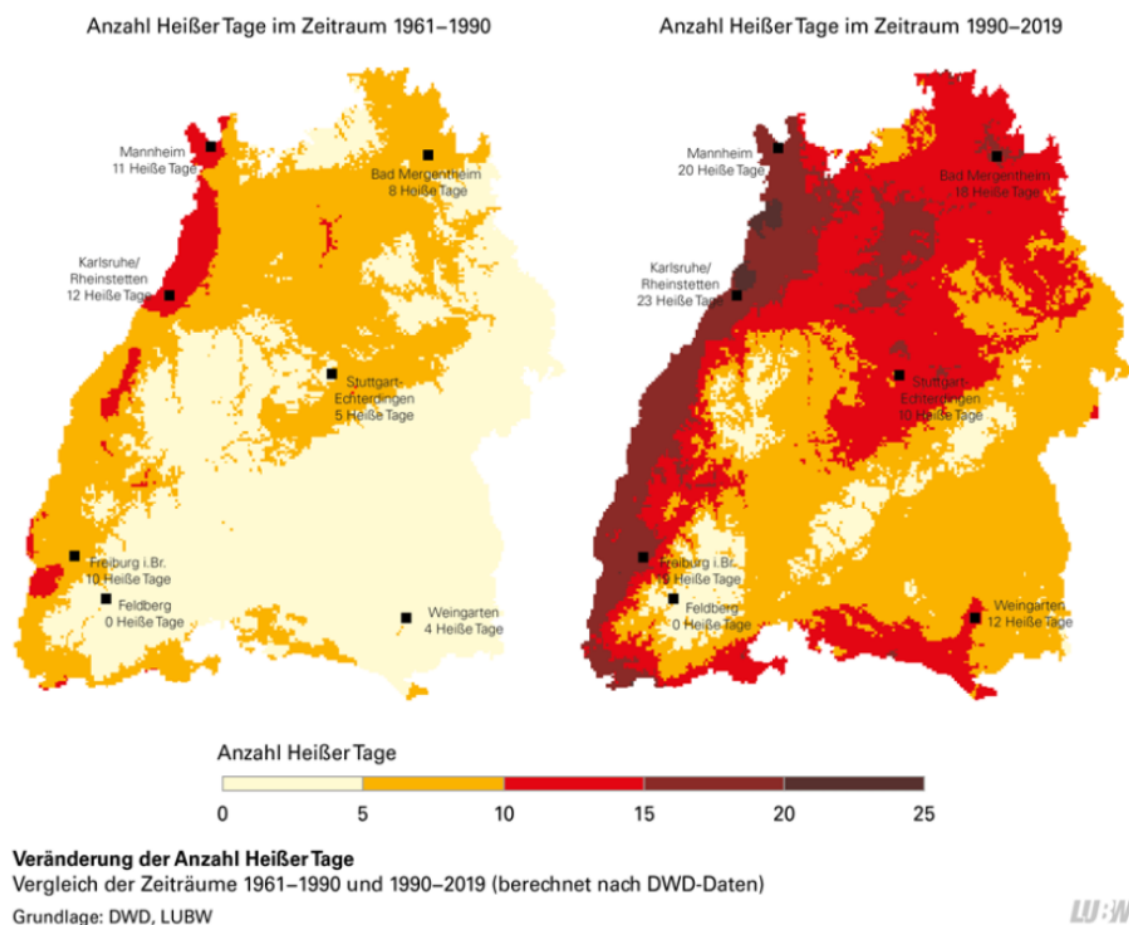 Anzahl Heißer Tage im Zeitraum 1961–1990
Mannheim
11 Heiße Tage
Bad Mergentheim
8 Heiße Tage
Karlsruhe/
Rheinstetten
12 Heiße Tage
Stuttgart-
Echterdingen
5 Heiße Tage
Freiburg i.Br.
10 Heiße Tage
Feldberg
0 Heiße Tage
Weingarten
4 Heiße Tage
Anzahl Heißer Tage im Zeitraum 1990–2019
Mannheim
20 Heiße Tage
Bad Mergentheim
18 Heiße Tage
Karlsruhe/
Rheinstetten
23 Heiße Tage
Stuttgart-
Echterdingen
10 Heiße Tage
Freiburg i.Br.
19 Heiße Tage
Feldberg
0 Heiße Tage
Weingarten
12 Heiße Tage
Anzahl Heißer Tage
0 5 10 15 20 25
Veränderung der Anzahl Heißer Tage
Vergleich der Zeiträume 1961–1990 und 1990–2019 (berechnet nach DWD-Daten)
Grundlage: DWD, LUBW
LUBW